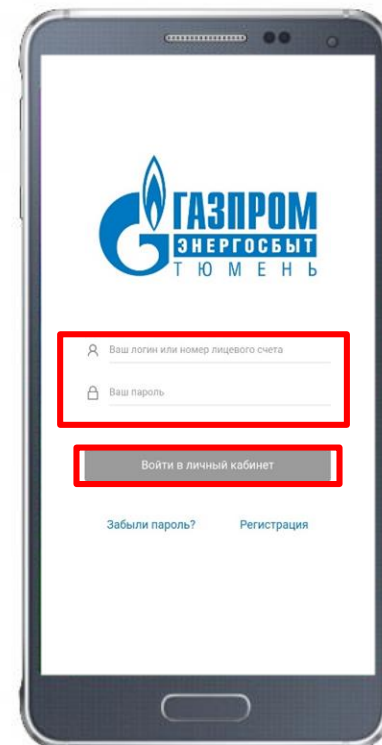 ГАЗПРОМ
ЭНЕРГОСБЫТ
ТЮМЕНЬ
Ваш логин или номер лицевого счета
Ваш пароль
Войти в личный кабинет
Забыли пароль? Регистрация